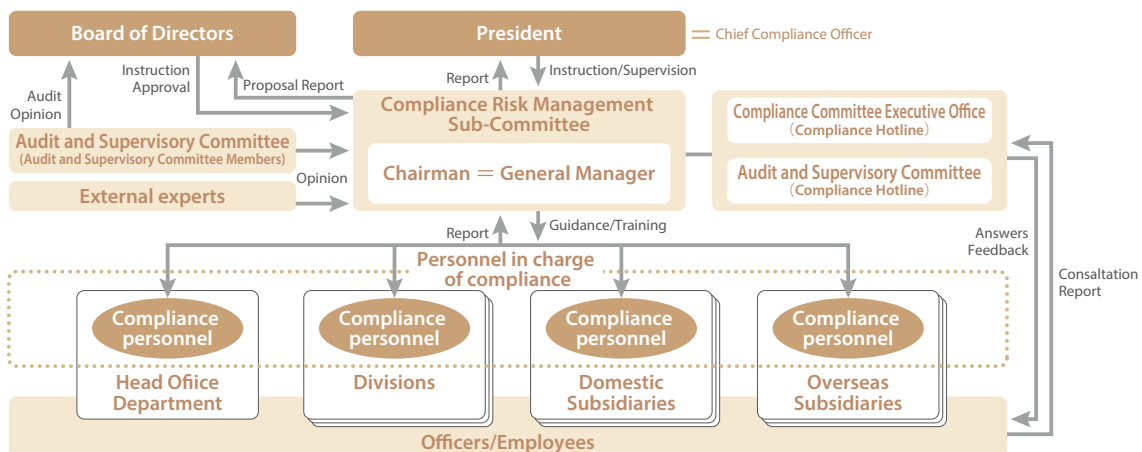 Board of Directors
President
= Chief Compliance Officer
Instruction
Approval
Proposal Report
Report
Instruction/Supervision
Audit
Opinion
Compliance Risk Management
Sub-Committee
Chairman = General Manager
Compliance Committee Executive Office
(Compliance Hotline)
Audit and Supervisory Committee
(Compliance Hotline)
Audit and Supervisory Committee
(Audit and Supervisory Committee Members)
Opinion
External experts
Report
Guidance/Training
Answers
Feedback
Consaltation
Report
Personnel in charge
of compliance
Compliance
personnel
Compliance
personnel
Compliance
personnel
Compliance
personnel
Head Ofiice
Department
Divisions
Domestic
Subsidiaries
Overseas
Subsidiaries
Officers/Employees